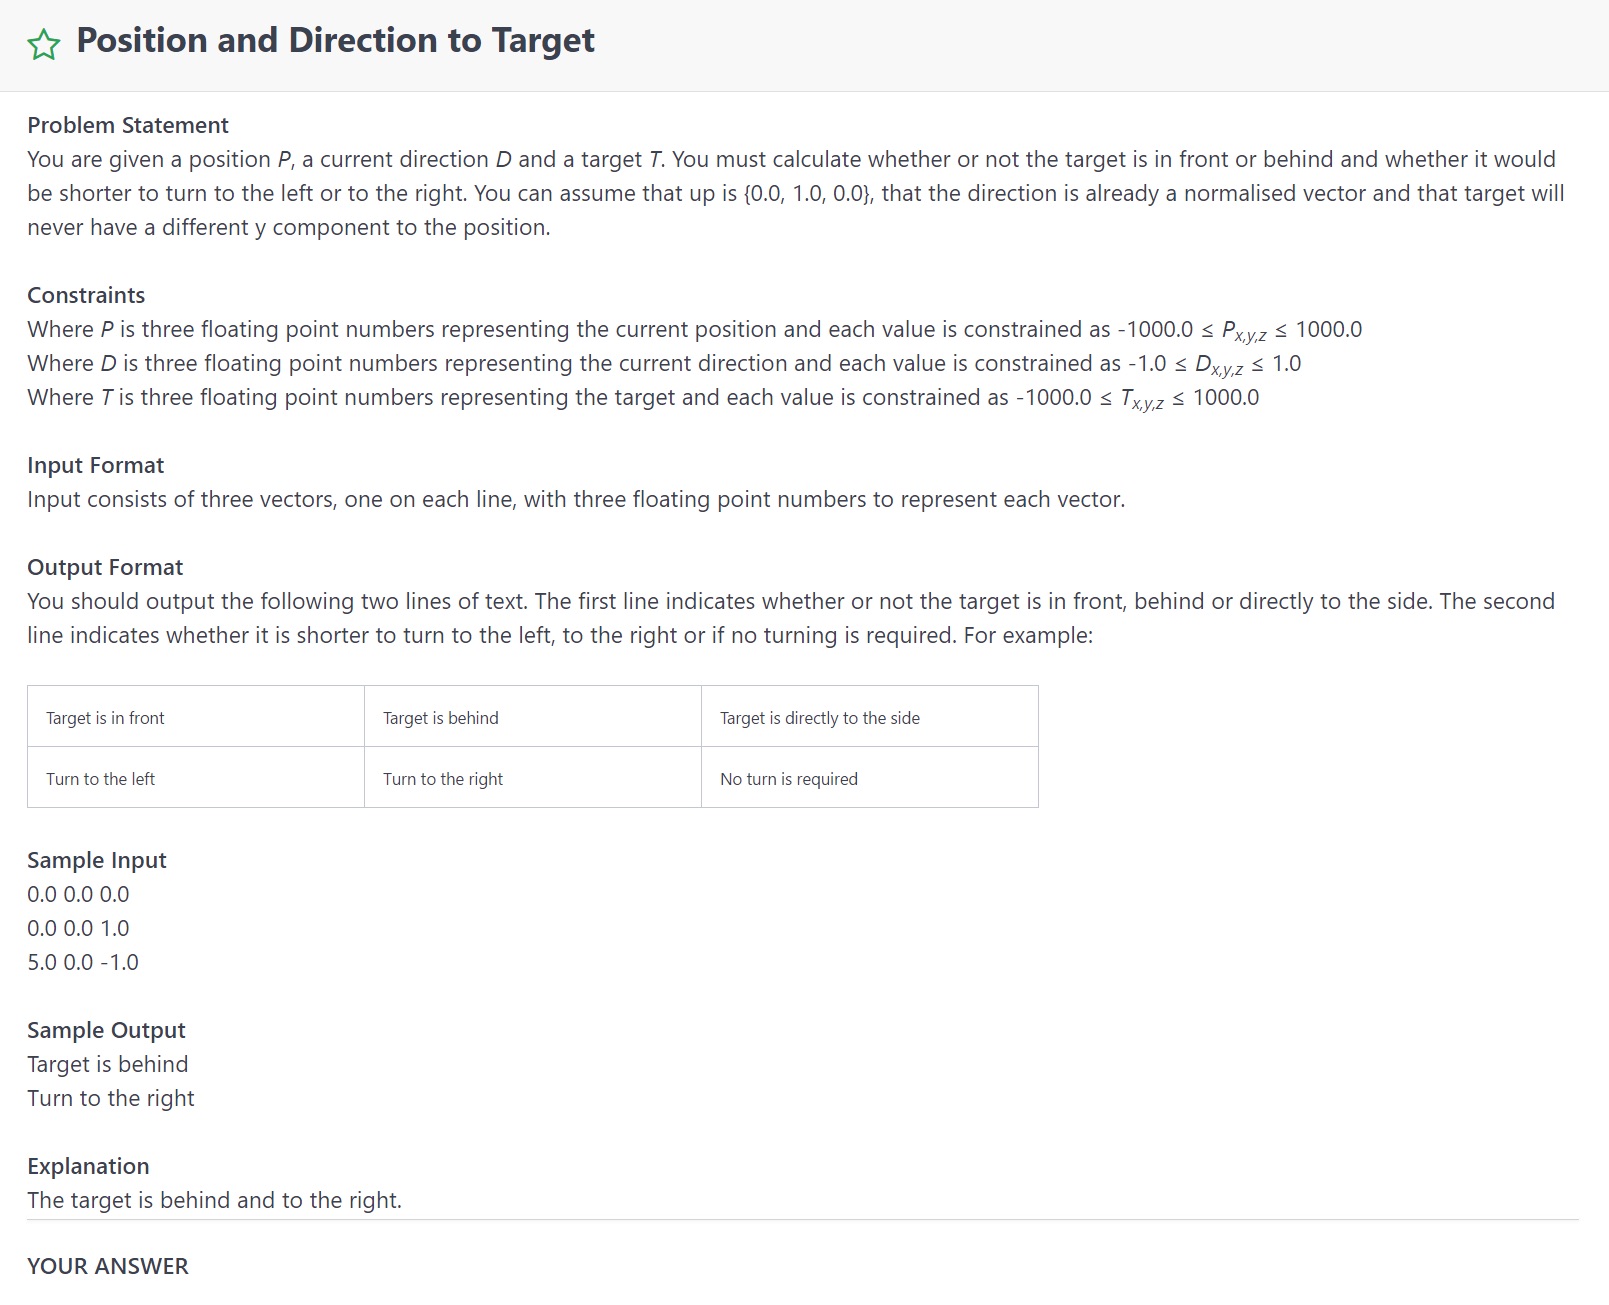 Position and Direction to Target
Problem Statement
You are given a position P, a current direction D and a target T. You must calculate whether or not the target is in front or behind and whether it would
be shorter to turn to the left or to the right. You can assume that up is {0.0, 1.0, 0.0}, that the direction is already a normalised vector and that target will
never have a different y component to the position.
Constraints
Where P is three floating point numbers representing the current position and each value is constrained as -1000.0 ≤ Px,y,z ≤ 1000.0
Where D is three floating point numbers representing the current direction and each value is constrained as -1.0 ≤ Dx,y,z ≤ 1.0
Where T is three floating point numbers representing the target and each value is constrained as -1000.0 ≤ Tx,y,z ≤ 1000.0
Input Format
Input consists of three vectors, one on each line, with three floating point numbers to represent each vector.
Output Format
You should output the following two lines of text. The first line indicates whether or not the target is in front, behind or directly to the side. The second
line indicates whether it is shorter to turn to the left, to the right or if no turning is required. For example:
Target is in front Target is behind Target is directly to the side
Turn to the left Turn to the right No turn is required
Sample Input
0.0 0.0 0.0
0.0 0.0 1.0
5.0 0.0 -1.0
Sample Output
Target is behind
Turn to the right
Explanation
The target is behind and to the right.
YOUR ANSWER